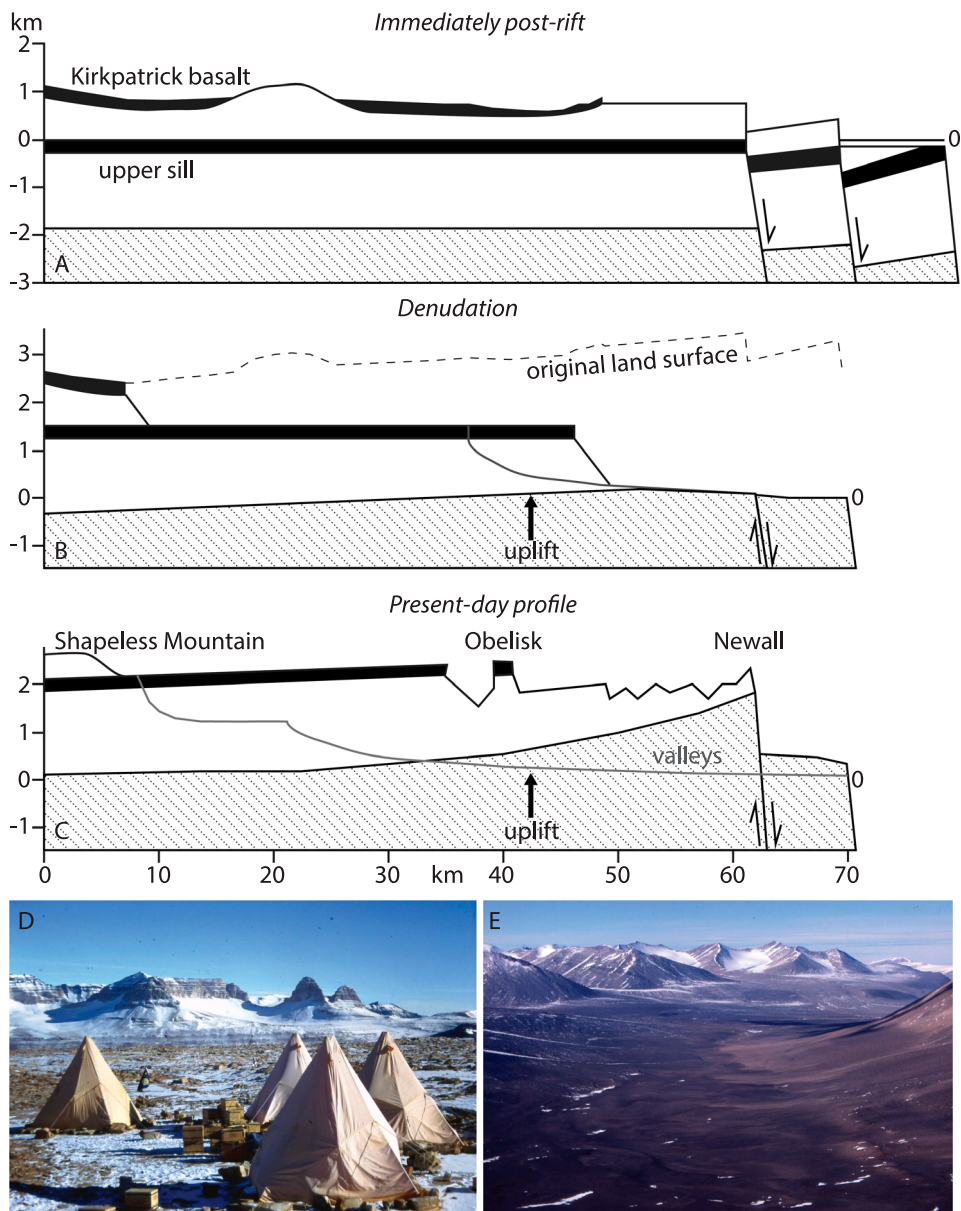 km
Immediately post-rift
2
Kirkpatrick basalt
1
0
0
upper sill
-1
-2
A
-3
Denudation
3
original land surface
2
1
0
0
-1
B
uplift
Present-day profile
Shapeless Mountain
Obelisk
Newall
2
1
valleys
0
0
-1
C
uplift
0 10 20 30 km 40 50 60 70
D
E